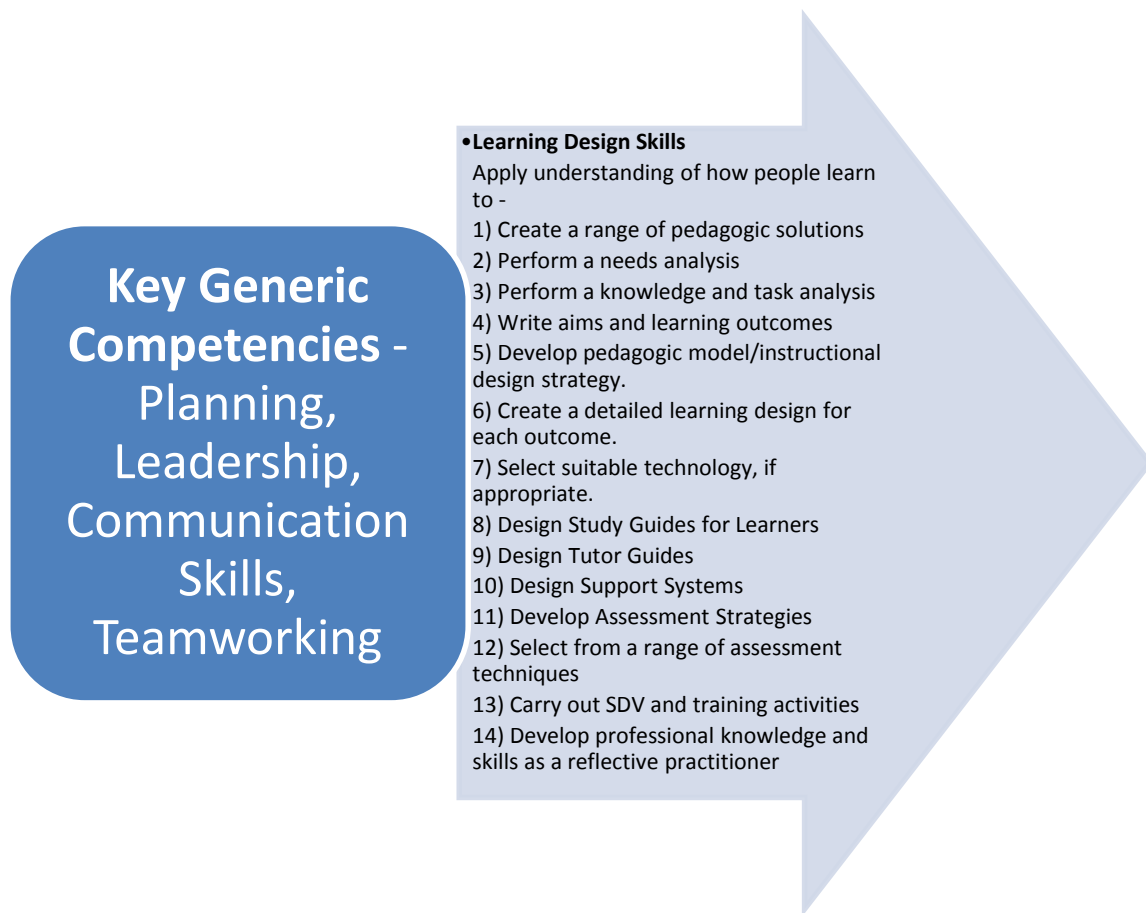 Key Generic
Competencies -
Planning,
Leadership,
Communication
Skills,
Teamworking
•Learning Design Skills
Apply understanding of how people learn
to -
1) Create a range of pedagogic solutions
2) Perform a needs analysis
3) Perform a knowledge and task analysis
4) Write aims and learning outcomes
5) Develop pedagogic model/instructional
design strategy.
6) Create a detailed learning design for
each outcome.
7) Select suitable technology, if
appropriate.
8) Design Study Guides for Learners
9) Design Tutor Guides
10) Design Support Systems
11) Develop Assessment Strategies
12) Select from a range of assessment
techniques
13) Carry out SDV and training activities
14) Develop professional knowledge and
skills as a reflective practitioner